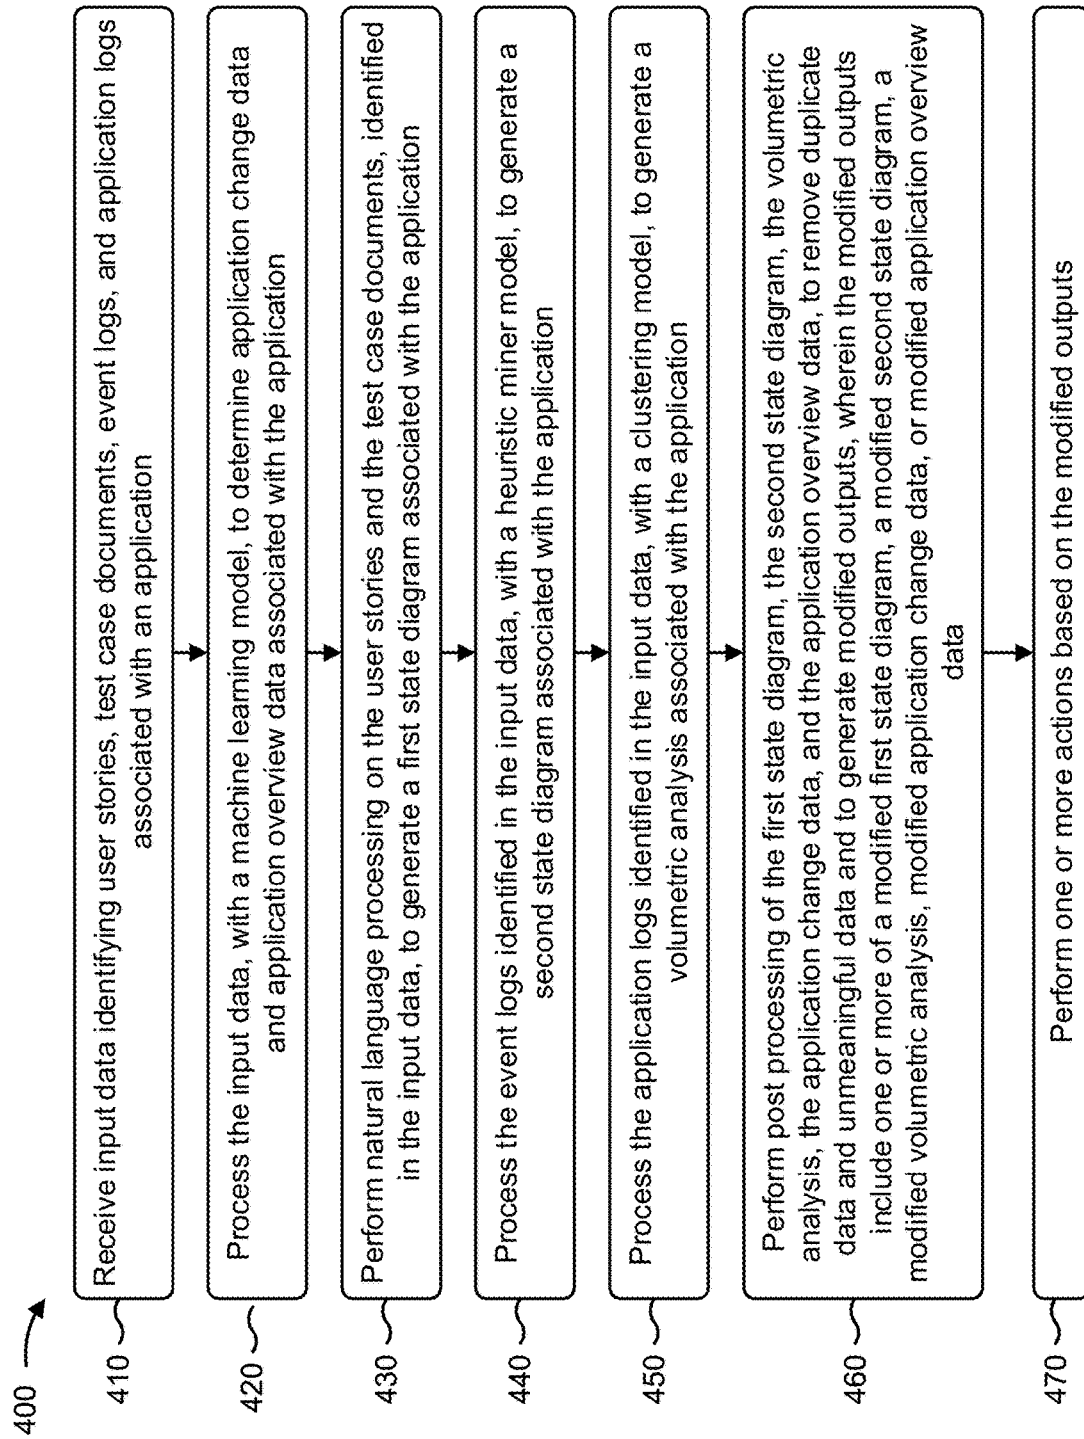 400
410
Receive input data identifying user stories, test case documents, event logs, and application logs
associated with an application
420
Process the input data, with a machine learning model, to determine application change data
and application overview data associated with the application
430
Perform natural language processing on the user stories and the test case documents, identified
in the input data, to generate a first state diagram associated with the application
440
Process the event logs identified in the input data, with a heuristic miner model, to generate a
second state diagram associated with the application
450
Process the application logs identified in the input data, with a clustering model, to generate a
volumetric analysis associated with the application
460
Perform post processing of the first state diagram, the second state diagram, the volumetric
analysis, the application change data, and the application overview data, to remove duplicate
data and unmeaningful data and to generate modified outputs, wherein the modified outputs
include one or more of a modified first state diagram, a modified second state diagram, a
modified volumetric analysis, modified application change data, or modified application overview
data
470
Perform one or more actions based on the modified outputs